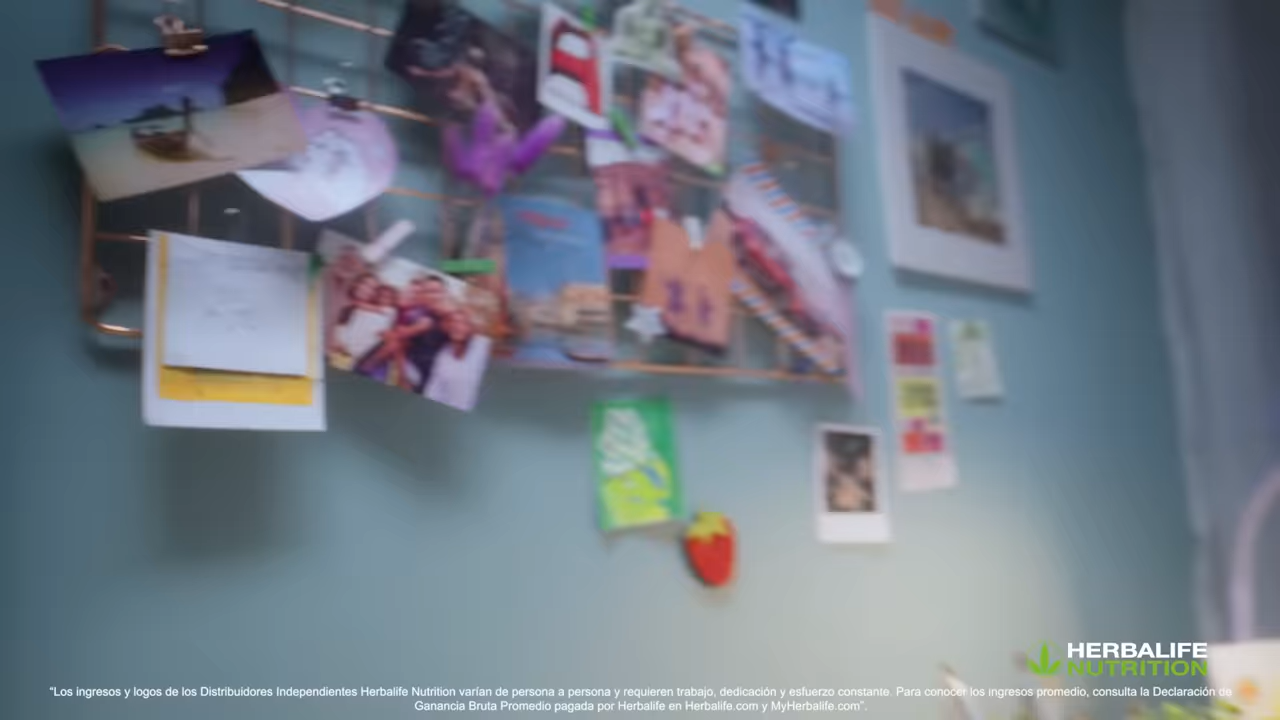 HERBALIFE
NUTRITION
“Los ingresos y logos de los Distribuidores Independientes Herbalife Nutrition varían de persona a persona y requieren trabajo, dedicación y esfuerzo constante. Para conocer los ingresos promedio, consulta la Declaración de
Ganancia Bruta Promedio pagada por Herbalife en Herbalife.com y MyHerbalife.com”.